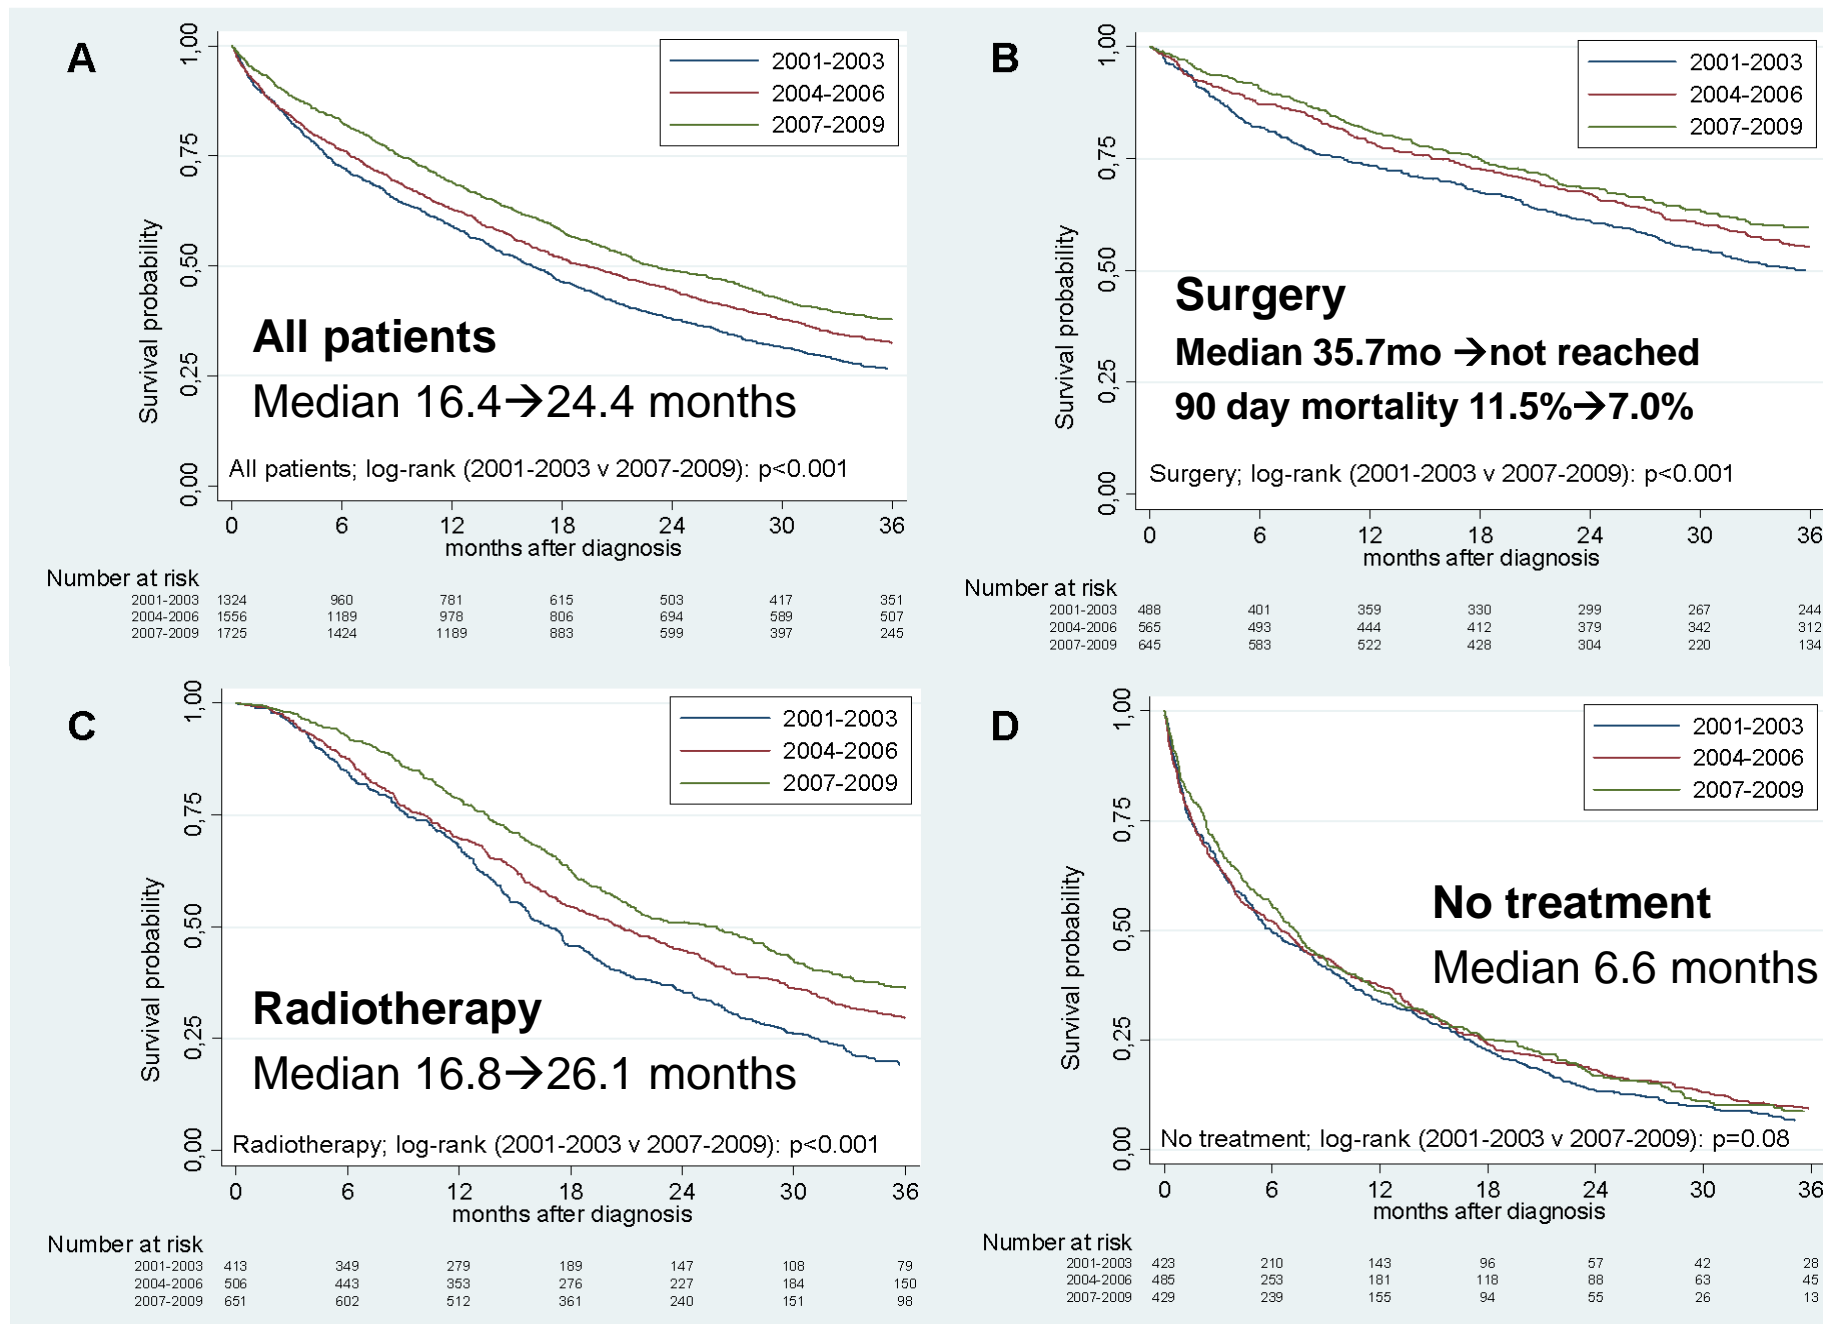 A
1,00
0,75
0,50
0,25
0,00
Survival probability
2001-2003
2004-2006
2007-2009
All patients
Median 16.4→24.4 months
All patients; log-rank (2001-2003 v 2007-2009): p<0.001
0 6 12 18 24 30 36
months after diagnosis
Number at risk
2001-2003 1324 960 781 615 503 417 351
2004-2006 1556 1189 978 806 694 589 507
2007-2009 1725 1424 1189 883 599 397 245
B
1,00
0,75
0,50
0,25
0,00
Survival probability
2001-2003
2004-2006
2007-2009
Surgery
Median 35.7mo →not reached
90 day mortality 11.5%→7.0%
Surgery; log-rank (2001-2003 v 2007-2009): p<0.001
0 6 12 18 24 30 36
months after diagnosis
Number at risk
2001-2003 488 401 359 330 299 267 244
2004-2006 565 493 444 412 379 342 312
2007-2009 645 583 522 428 304 220 134
C
1,00
0,75
0,50
0,25
0,00
Survival probability
2001-2003
2004-2006
2007-2009
Radiotherapy
Median 16.8→26.1 months
Radiotherapy; log-rank (2001-2003 v 2007-2009): p<0.001
0 6 12 18 24 30 36
months after diagnosis
Number at risk
2001-2003 413 349 279 189 147 108 79
2004-2006 506 443 353 276 227 184 150
2007-2009 651 602 512 361 240 151 98
D
1,00
0,75
0,50
0,25
0,00
Survival probability
2001-2003
2004-2006
2007-2009
No treatment
Median 6.6 months
No treatment; log-rank (2001-2003 v 2007-2009): p=0.08
0 6 12 18 24 30 36
months after diagnosis
Number at risk
2001-2003 423 210 143 96 57 42 28
2004-2006 485 253 181 118 88 63 45
2007-2009 429 239 155 94 55 26 13